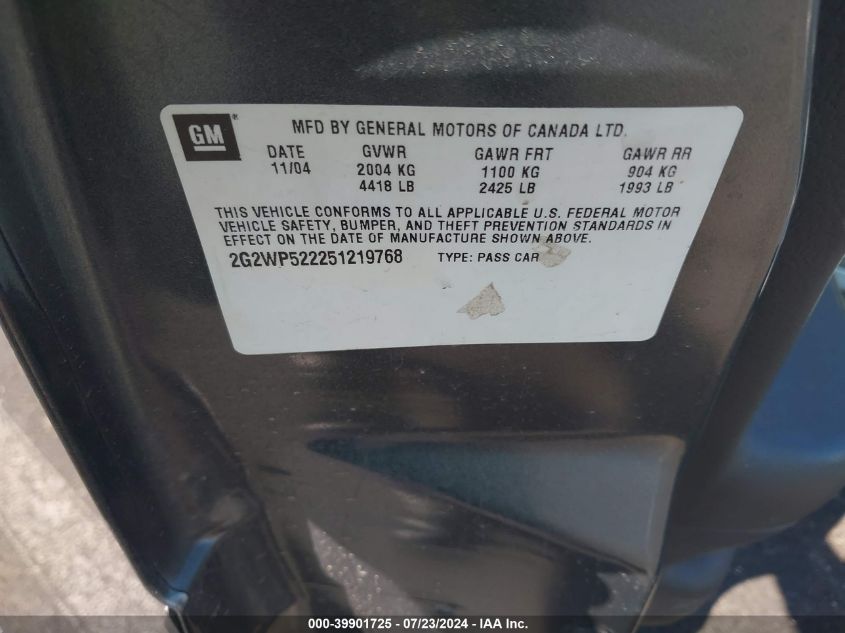 GM®
MFD BY GENERAL MOTORS OF CANADA LTD.
DATE GVWR GAWR FRT GAWR RR
11/04 2004 KG 1100 KG 904 KG
4418 LB 2425 LB 1993 LB
THIS VEHICLE CONFORMS TO ALL APPLICABLE U.S. FEDERAL MOTOR
VEHICLE SAFETY, BUMPER, AND THEFT PREVENTION STANDARDS IN
EFFECT ON THE DATE OF MANUFACTURE SHOWN ABOVE.
2G2WP522251219768 TYPE: PASS CAR
000-39901725 - 07/23/2024 - IAA Inc.